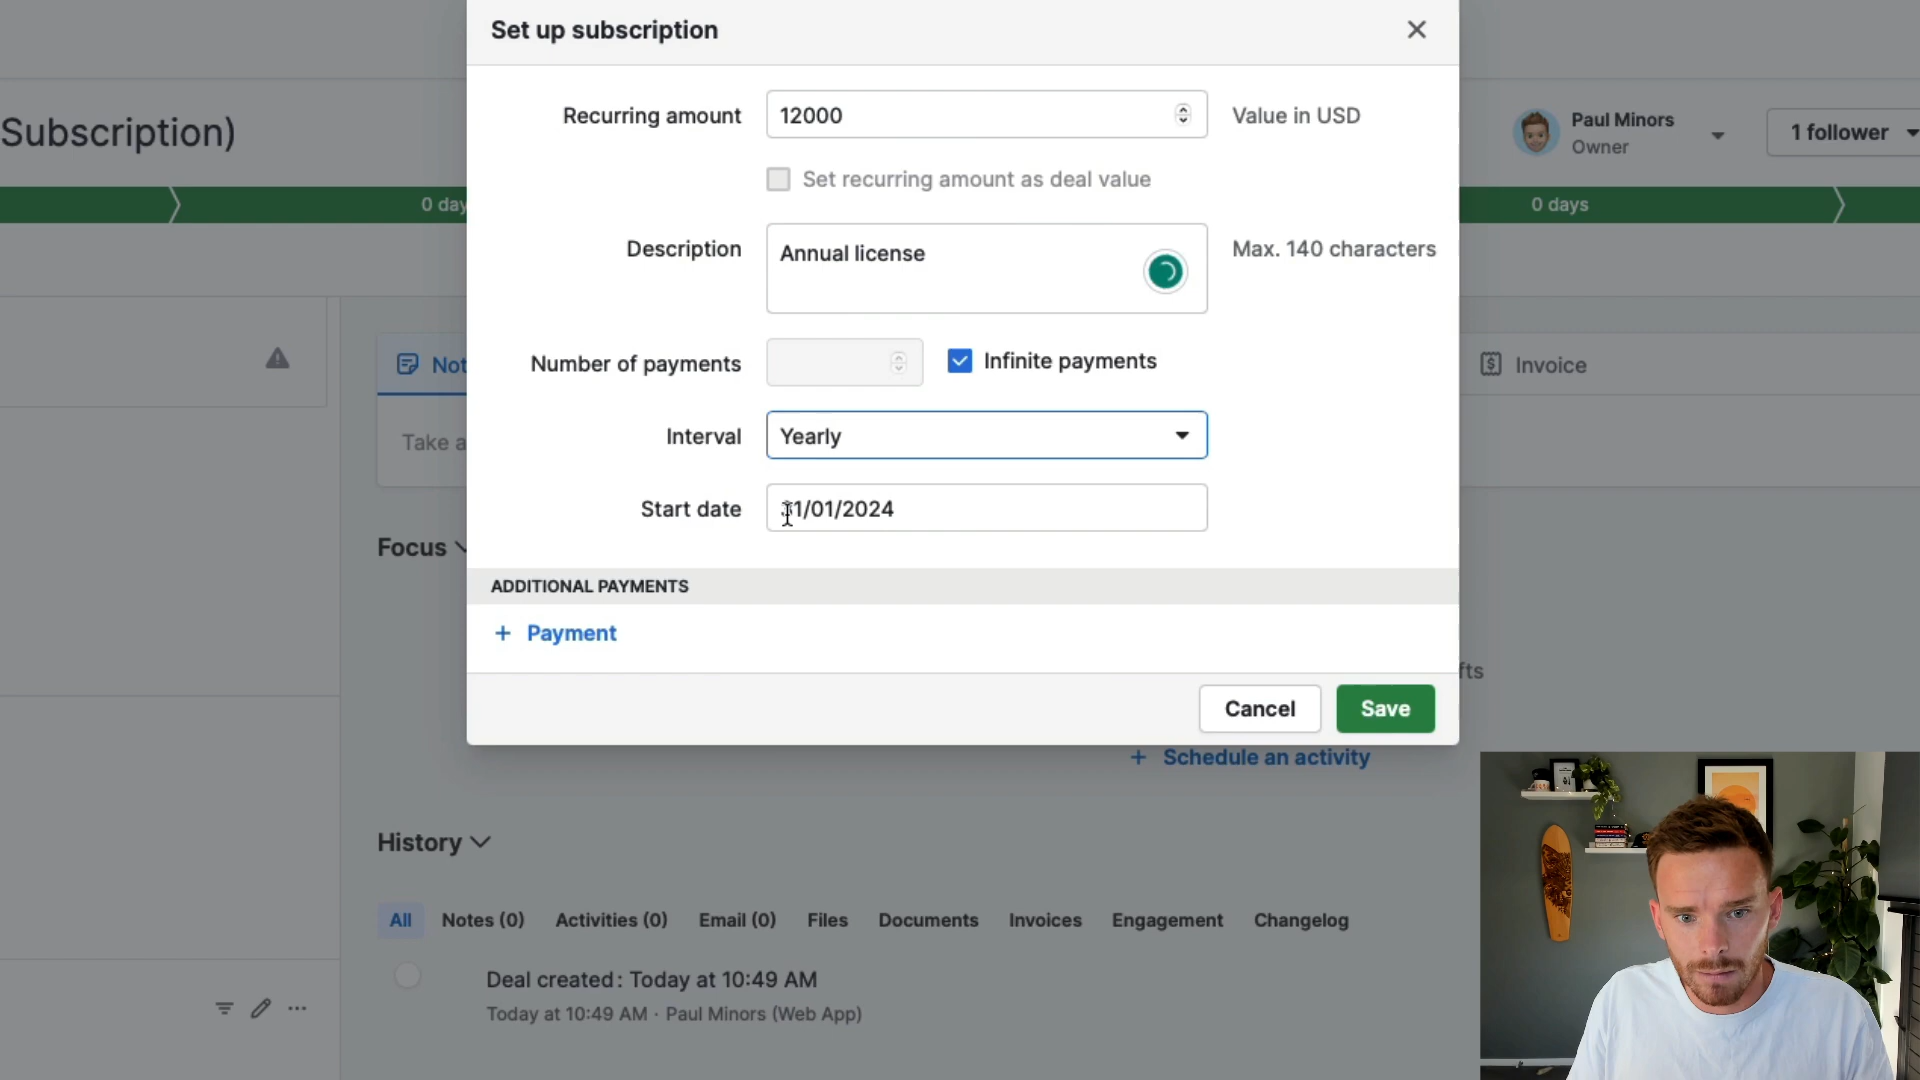 Set up subscription
Recurring amount
12000
Value in USD
Set recurring amount as deal value
Description
Annual license
Max. 140 characters
Number of payments
Infinite payments
Interval
Yearly
Start date
1/01/2024
ADDITIONAL PAYMENTS
+ Payment
Cancel
Save
Subscription)
Paul Minors
Owner
1 follower
0 day
0 days
Not
Invoice
Take a
Focus
fts
+ Schedule an activity
History
All
Notes (0)
Activities (0)
Email (0)
Files
Documents
Invoices
Engagement
Changelog
Deal created: Today at 10:49 AM
Today at 10:49 AM · Paul Minors (Web App)